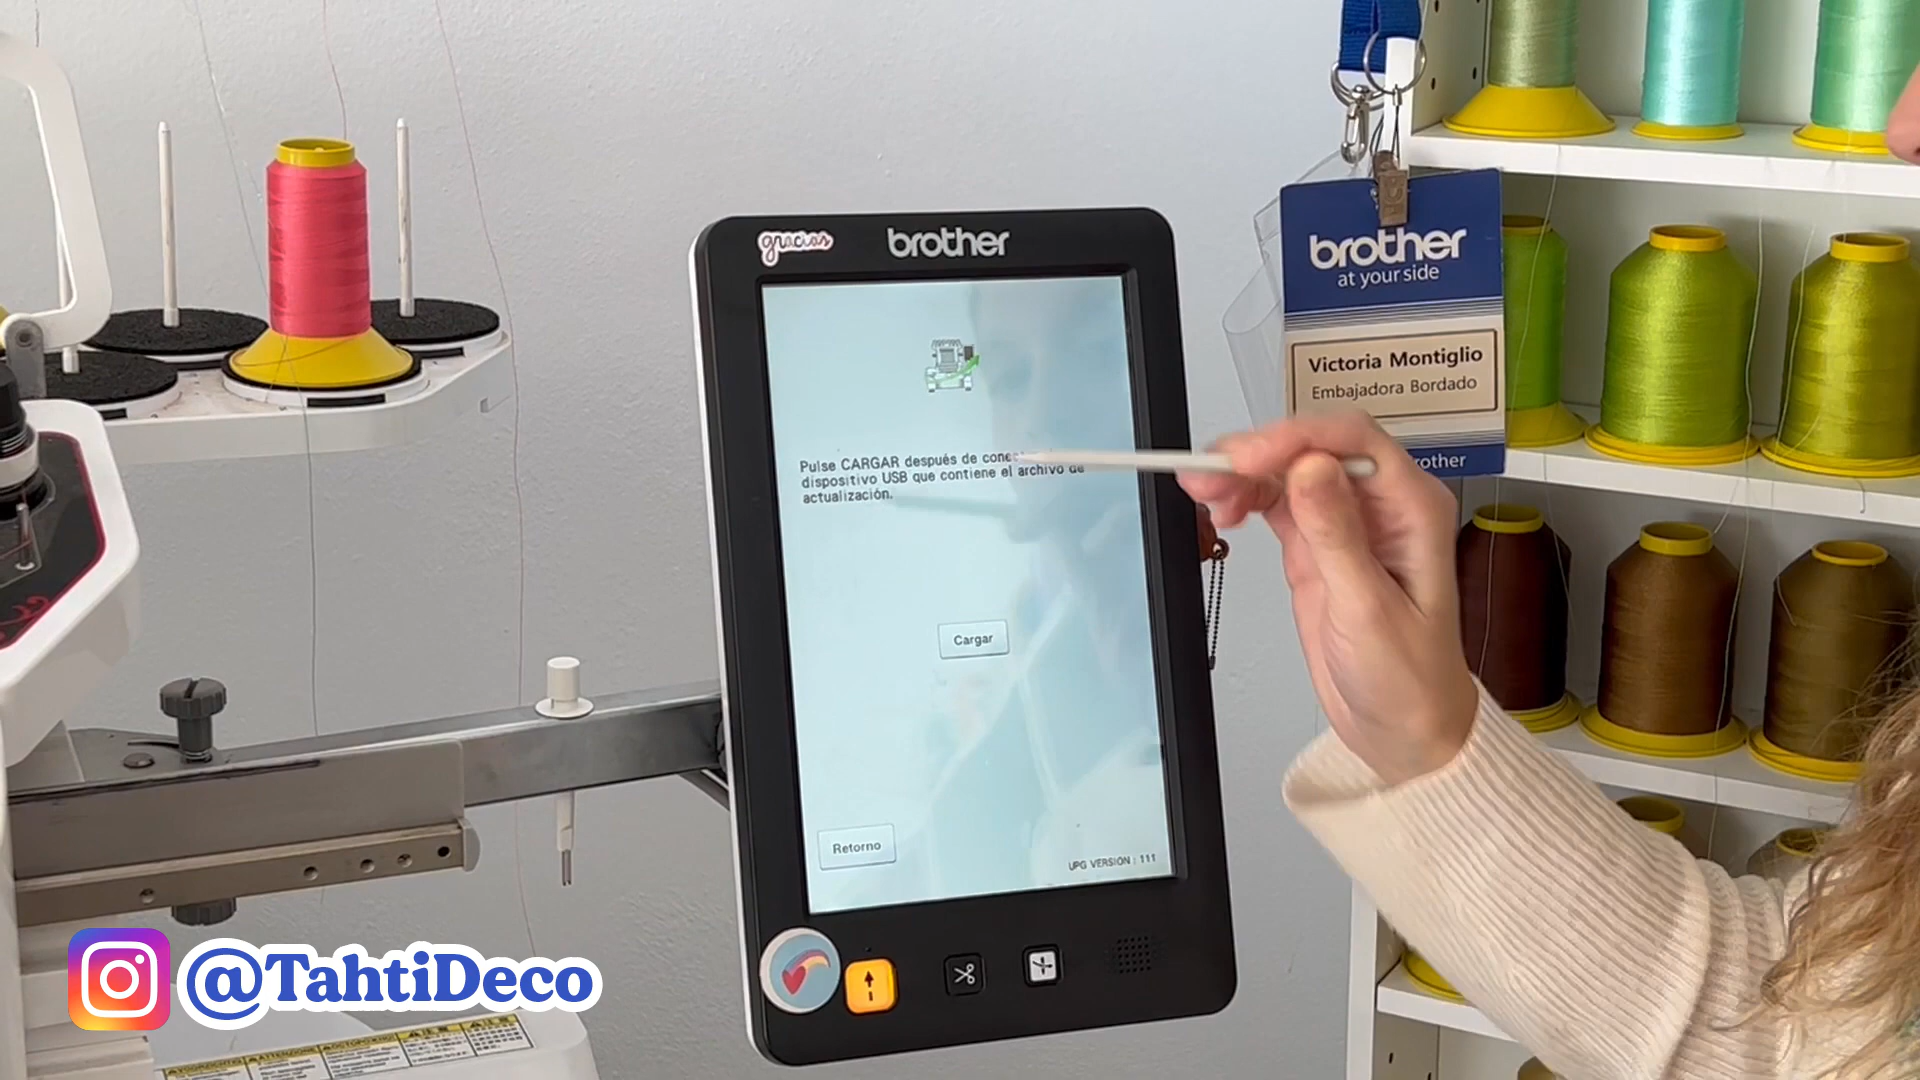 gracias
brother
Pulse CARGAR después de
dispositivo USB que contiene el archivo de
actualización.
Cargar
Retorno
UPG VERSION : 111
brother
at your side
Victoria Montiglio
Embajadora Bordado
brother
@TahtiDeco